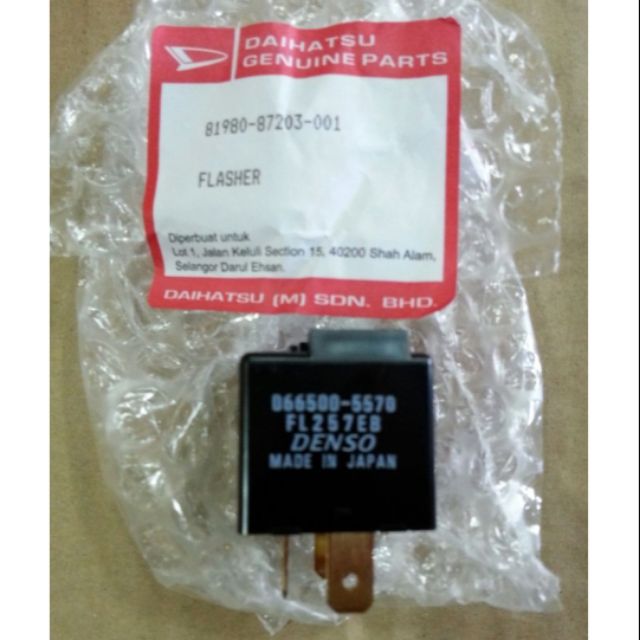 DAIHATSU
GENUINE PARTS
81980-87203-001
FLASHER
Diperbuat untuk
Lot.1, Jalan Keluli Section 15, 40200 Shah Alam,
Selangor Darul Ehsan.
DAIHATSU (M) SDN. BHD.
066500-5570
FL257EB
DENSO
MADE IN JAPAN